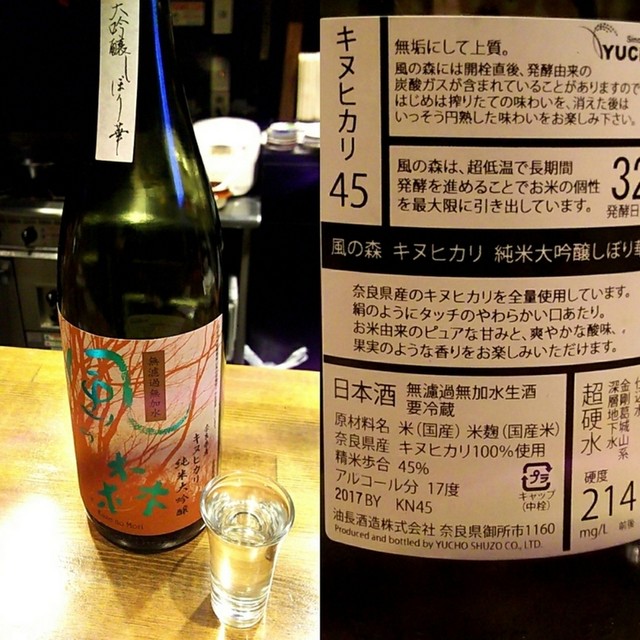 大吟醸しぼり華
風の森
無濾過無加水
キヌヒカリ
純米大吟醸
キヌヒカリ
45
無垢にして上質。
風の森には開栓直後、発酵由来の
炭酸ガスが含まれていることがありますので
はじめは搾りたての味わいを、消えた後は
いっそう円熟した味わいをお楽しみ下さい。
YUCH
風の森は、超低温で長期間
発酵を進めることでお米の個性
を最大限に引き出しています。
32
発酵日
風の森 キヌヒカリ 純米大吟醸しぼり華
奈良県産のキヌヒカリを全量使用しています。
絹のようにタッチのやわらかい口あたり。
お米由来のピュアな甘みと、爽やかな酸味、
果実のような香りをお楽しみいただけます。
日本酒 無濾過無加水生酒
要冷蔵
原材料名 米(国産) 米麹(国産米)
奈良県産 キヌヒカリ100%使用
精米歩合 45%
アルコール分 17度
2017BY KN45
キャップ
(中栓)
油長酒造株式会社 奈良県御所市1160
Produced and bottled by YUCHO SHUZO CO., LTD.
超硬水
金剛葛城山系
深層地下水
硬度
214
mg/L 前後